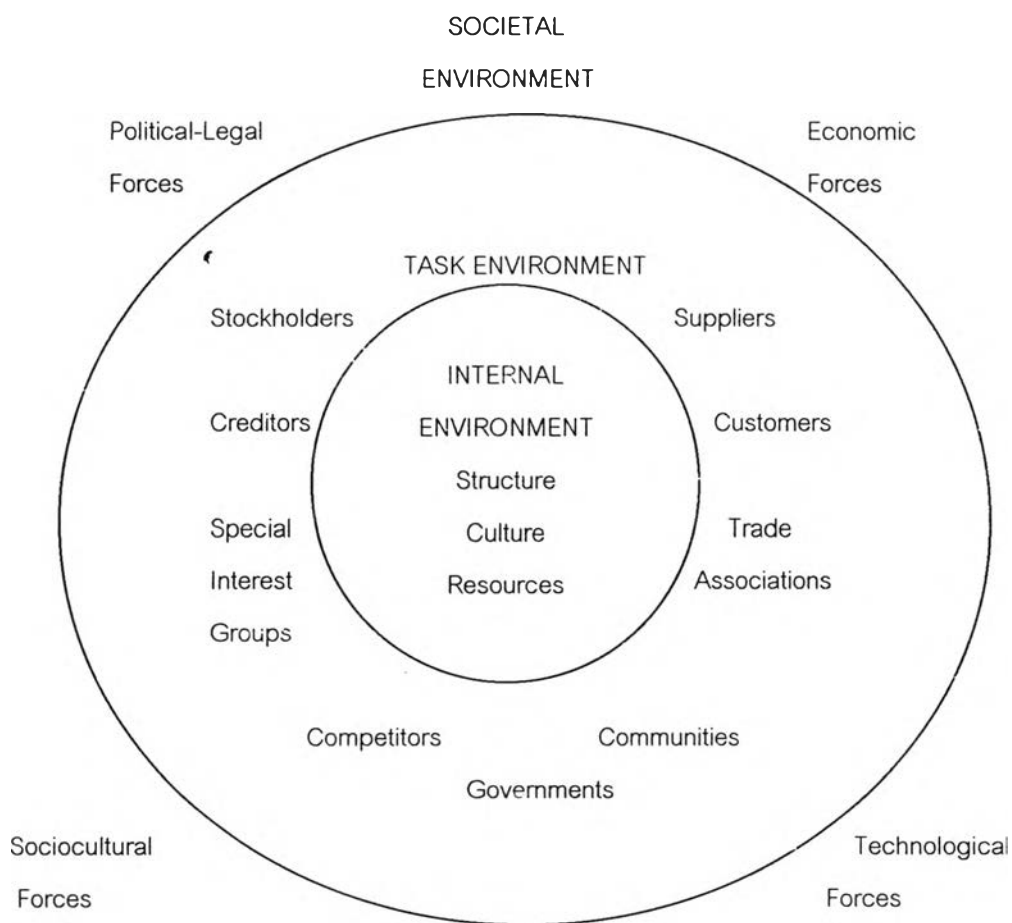 SOCIETAL
ENVIRONMENT
Political-Legal
Forces
Economic
Forces
TASK ENVIRONMENT
Stockholders
Suppliers
INTERNAL
ENVIRONMENT
Creditors
Customers
Structure
Special
Interest
Groups
Culture
Resources
Trade
Associations
Competitors
Communities
Governments
Sociocultural
Forces
Technological
Forces